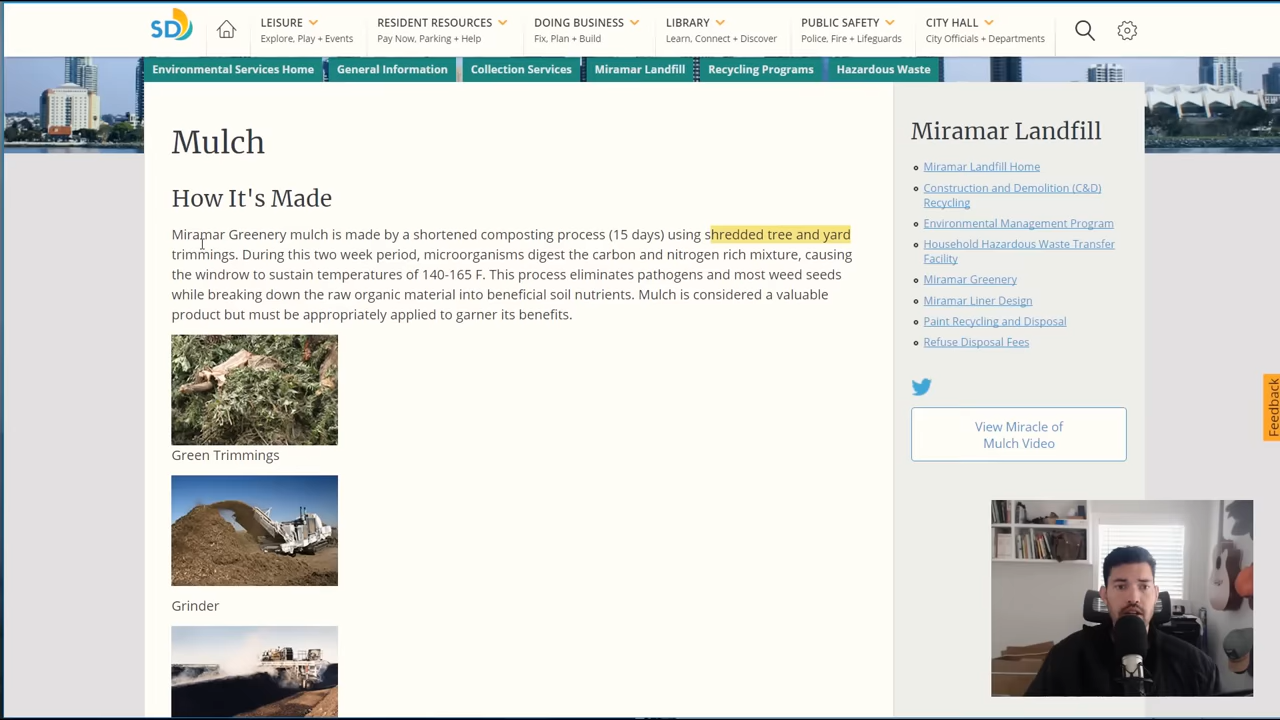 SD
LEISURE
Explore, Play + Events
RESIDENT RESOURCES
Pay Now, Parking + Help
DOING BUSINESS
Fix, Plan + Build
LIBRARY
Learn, Connect + Discover
PUBLIC SAFETY
Police, Fire + Lifeguards
CITY HALL
City Officials + Departments
Environmental Services Home
General Information
Collection Services
Miramar Landfill
Recycling Programs
Hazardous Waste
Mulch
How It's Made
Miramar Greenery mulch is made by a shortened composting process (15 days) using shredded tree and yard
trimmings. During this two week period, microorganisms digest the carbon and nitrogen rich mixture, causing
the windrow to sustain temperatures of 140-165 F. This process eliminates pathogens and most weed seeds
while breaking down the raw organic material into beneficial soil nutrients. Mulch is considered a valuable
product but must be appropriately applied to garner its benefits.
Green Trimmings
Grinder
Miramar Landfill
Miramar Landfill Home
Construction and Demolition (C&D)
Recycling
Environmental Management Program
Household Hazardous Waste Transfer
Facility
Miramar Greenery
Miramar Liner Design
Paint Recycling and Disposal
Refuse Disposal Fees
View Miracle of
Mulch Video
Feedback